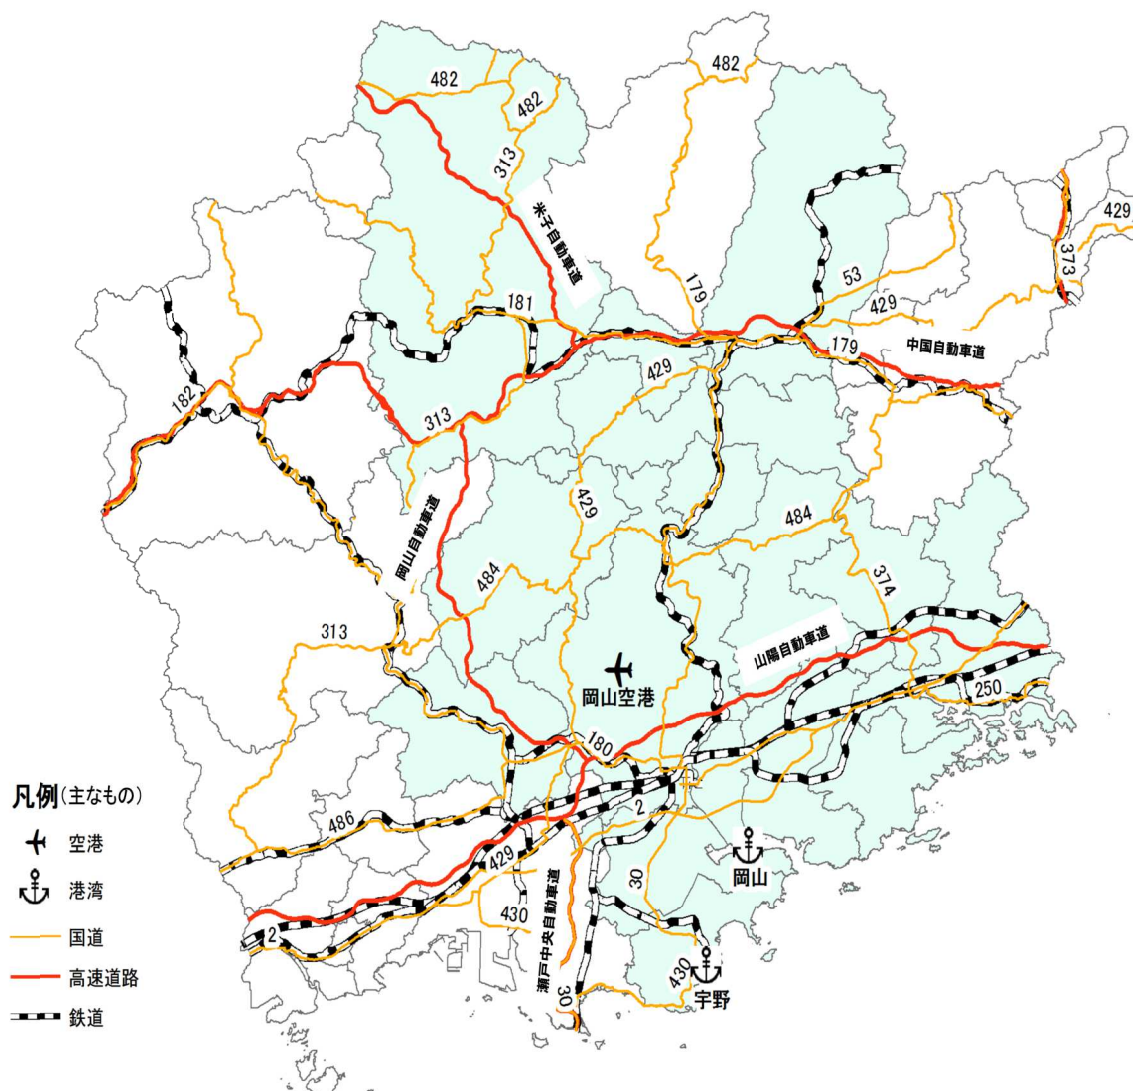 482
482
482
313
429
米子自動車道
373
53
179
181
429
179
中国自動車道
429
182
313
429
484
岡山自動車道
484
374
313
山陽自動車道
岡山空港
250
180
凡例(主なもの)
2
486
空港
429
岡山
港湾
30
430
瀬戸中央自動車道
国道
2
430
高速道路
宇野
30
鉄道